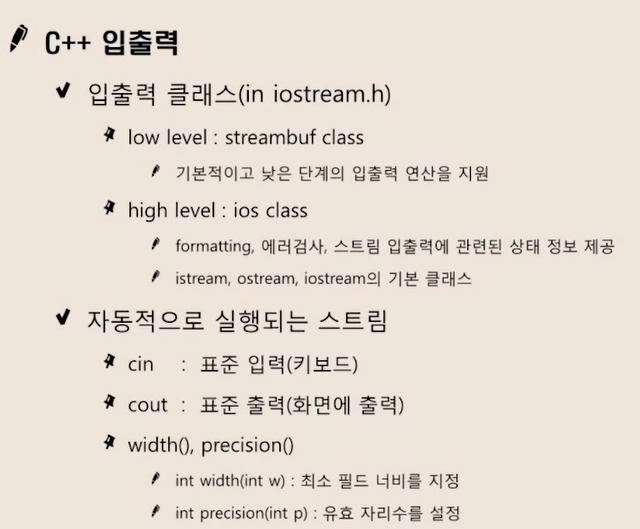 C++ 입출력
입출력 클래스(in iostream.h)
low level : streambuf class
기본적이고 낮은 단계의 입출력 연산을 지원
high level : ios class
formatting, 에러검사, 스트림 입출력에 관련된 상태 정보 제공
istream, ostream, iostream의 기본 클래스
자동적으로 실행되는 스트림
cin : 표준 입력(키보드)
cout : 표준 출력(화면에 출력)
width(), precision()
int width(int w) : 최소 필드 너비를 지정
int precision(int p) : 유효 자리수를 설정